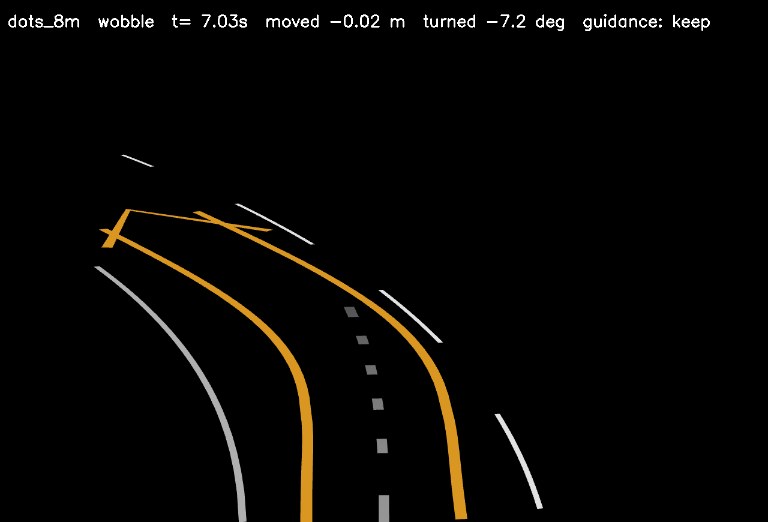 dots_8m wobble t= 7.03s moved −0.02 m turned −7.2 deg guidance: keep